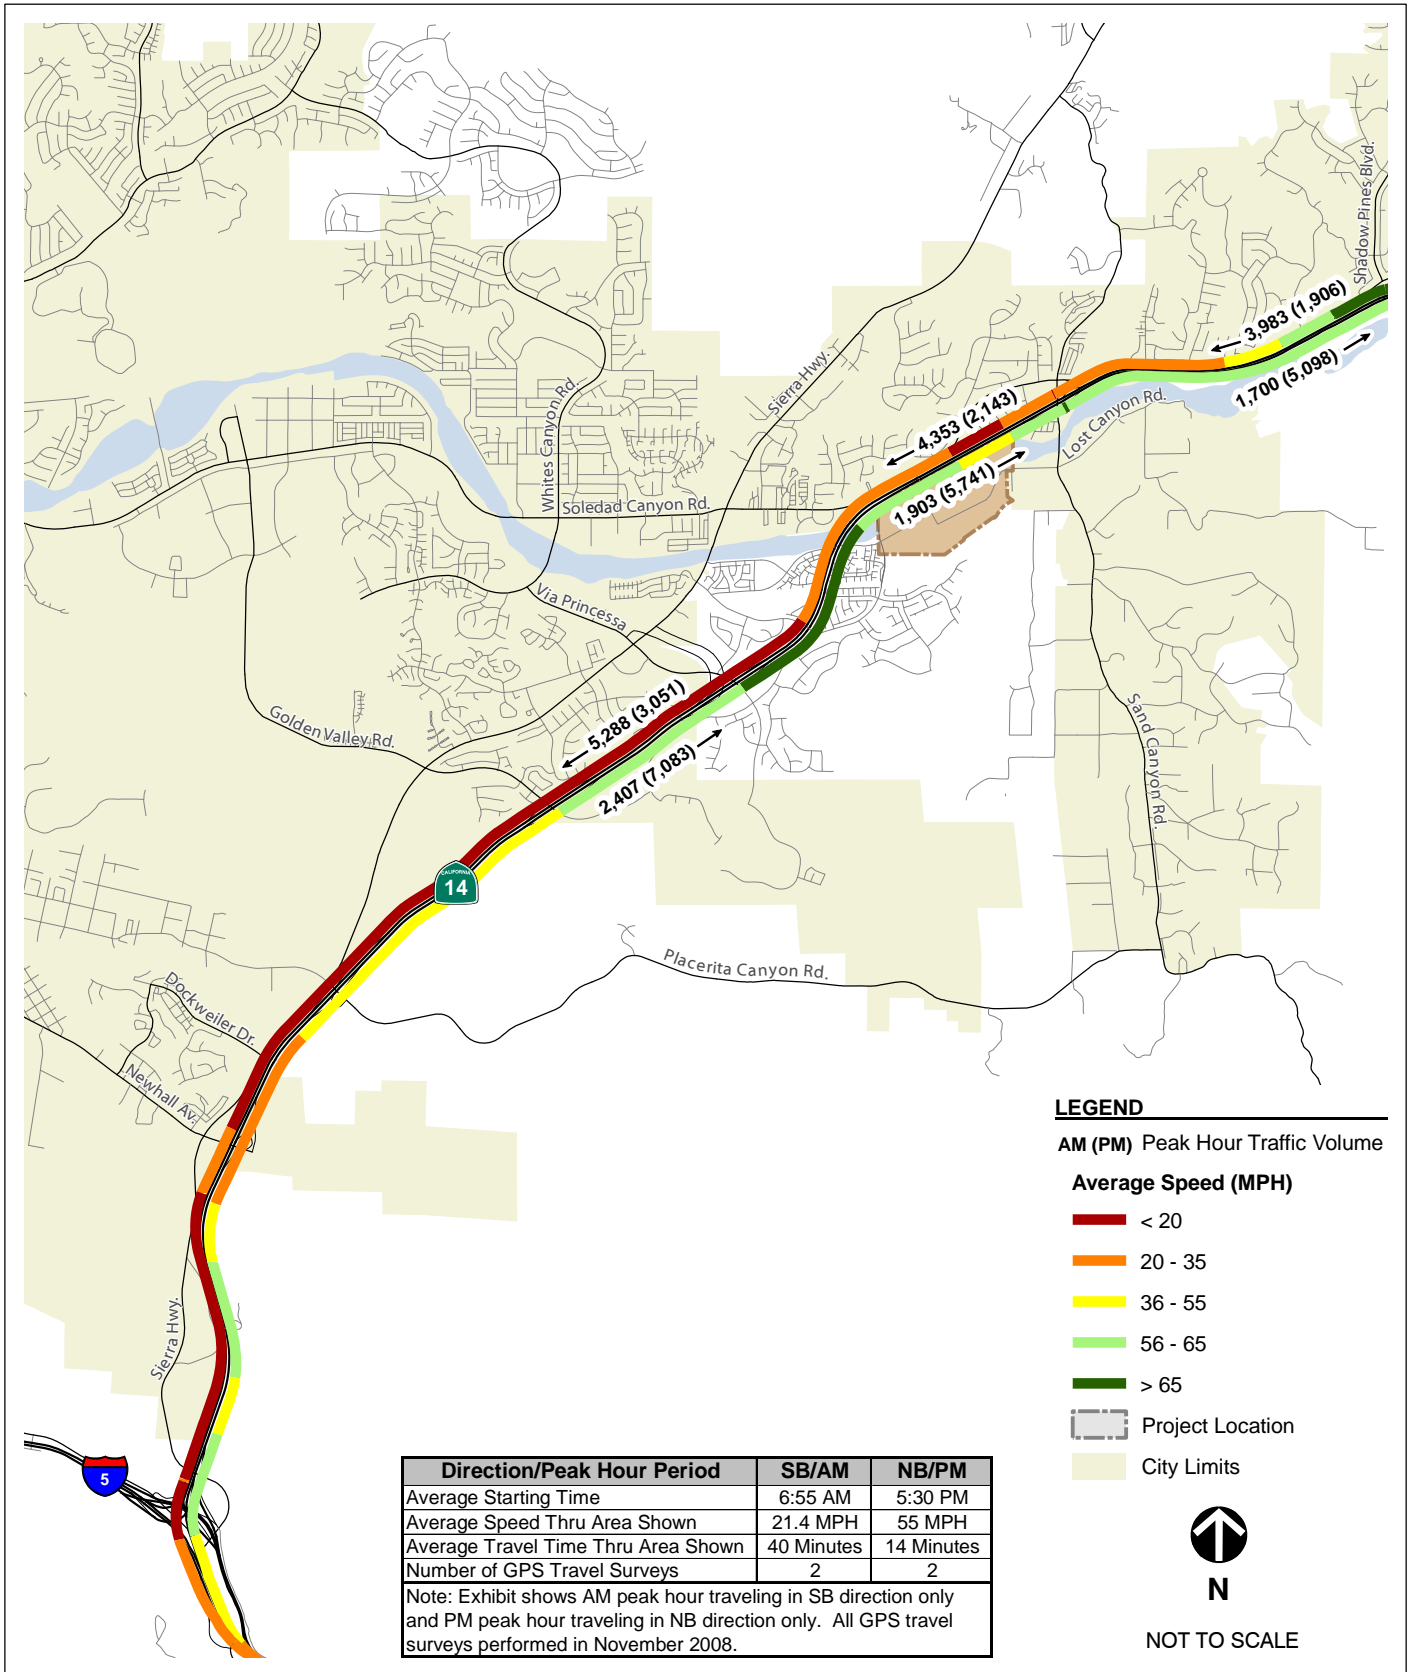 Shadow Pines Blvd.
3,983 (1,906)
1,700 (5,098)
Sierra Hwy.
4,353 (2,143)
Lost Canyon Rd.
1,903 (5,741)
Whites Canyon Rd.
Soledad Canyon Rd.
Via Princessa
5,288 (3,051)
2,407 (7,083)
Golden Valley Rd.
Sand Canyon Rd.
CALIFORNIA
14
Placerita Canyon Rd.
Dockweiler Dr.
Newhall Av.
Sierra Hwy.
5
LEGEND
AM (PM) Peak Hour Traffic Volume
Average Speed (MPH)
< 20
20 - 35
36 - 55
56 - 65
> 65
Project Location
City Limits
N
NOT TO SCALE
Direction/Peak Hour Period SB/AM NB/PM
Average Starting Time 6:55 AM 5:30 PM
Average Speed Thru Area Shown 21.4 MPH 55 MPH
Average Travel Time Thru Area Shown 40 Minutes 14 Minutes
Number of GPS Travel Surveys 2 2
Note: Exhibit shows AM peak hour traveling in SB direction only
and PM peak hour traveling in NB direction only. All GPS travel
surveys performed in November 2008.